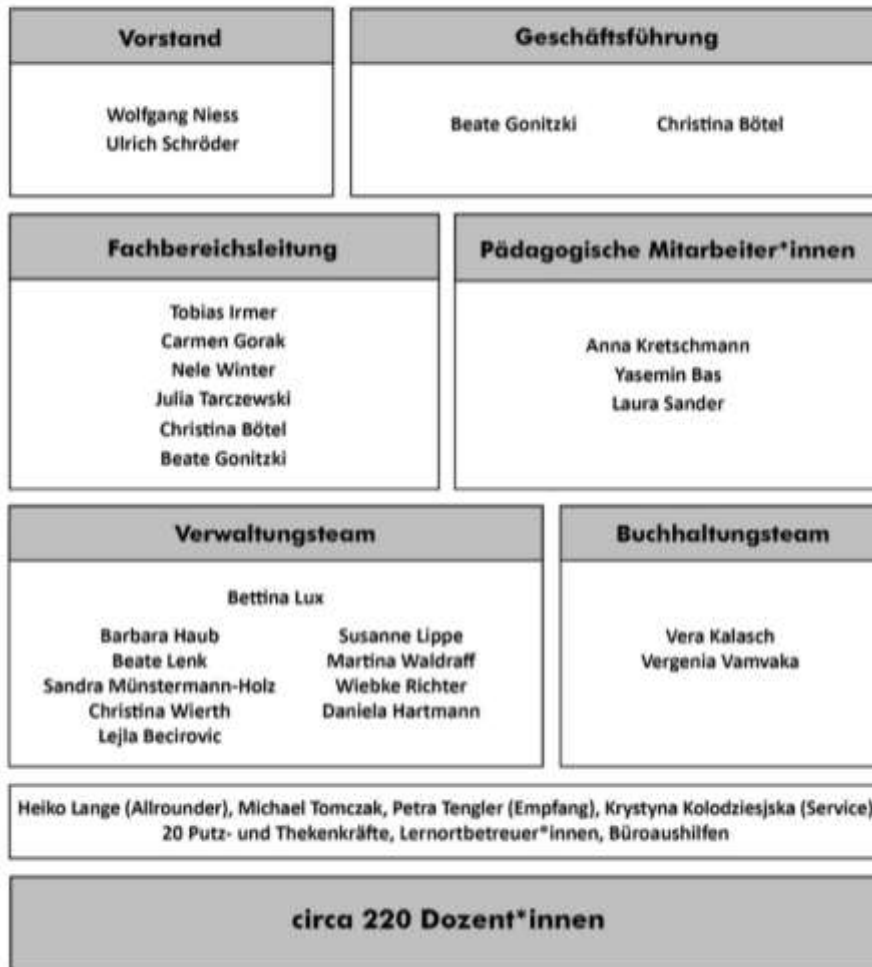 Vorstand
Wolfgang Niess
Ulrich Schröder
Geschäftsführung
Beate Gonitzki
Christina Bötel
Fachbereichsleitung
Tobias Irmer
Carmen Gorak
Nele Winter
Julia Tarczewski
Christina Bötel
Beate Gonitzki
Pädagogische Mitarbeiter*innen
Anna Kretschmann
Yasemin Bas
Laura Sander
Verwaltungsteam
Bettina Lux
Barbara Haub
Beate Lenk
Sandra Münstermann-Holz
Christina Wierth
Lejla Becirovic
Susanne Lippe
Martina Waldraff
Wiebke Richter
Daniela Hartmann
Buchhaltungsteam
Vera Kalasch
Vergenia Vamvaka
Heiko Lange (Allrounder), Michael Tomczak, Petra Tengler (Empfang), Krystyna Kolodziesjska (Service)
20 Putz- und Thekenkräfte, Lernortbetreuer*innen, Büroaushilfen
circa 220 Dozent*innen